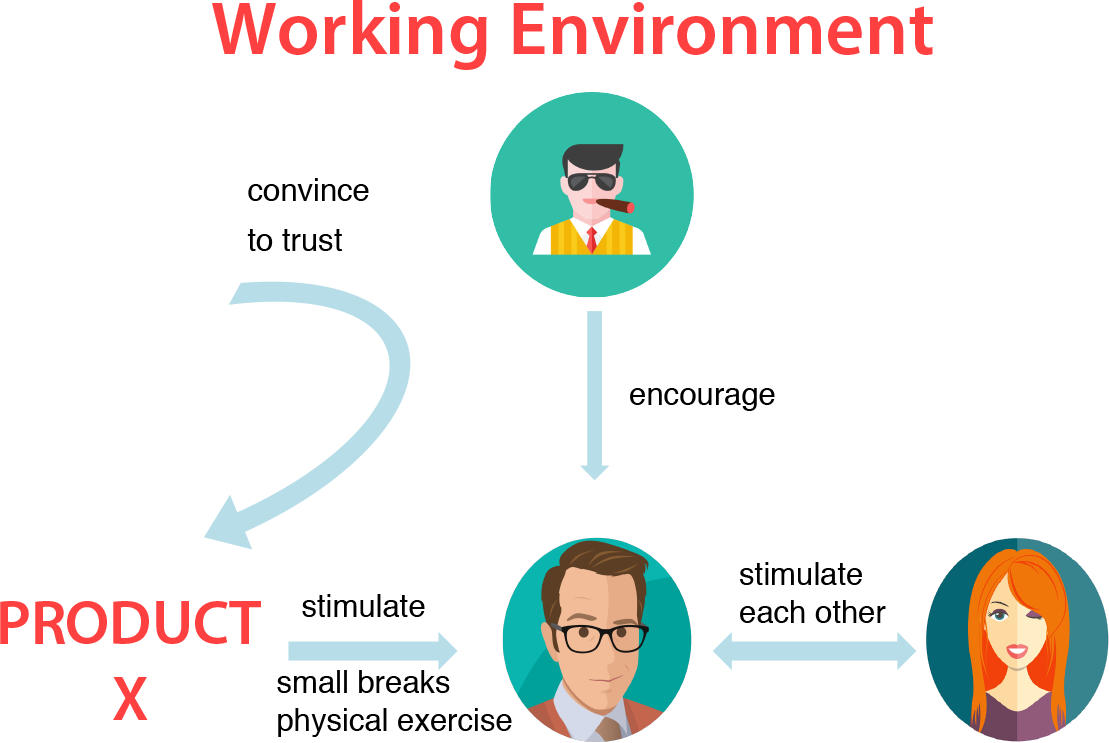 Working Environment
convince
to trust
encourage
PRODUCT
X
stimulate
small breaks
physical exercise
stimulate
each other